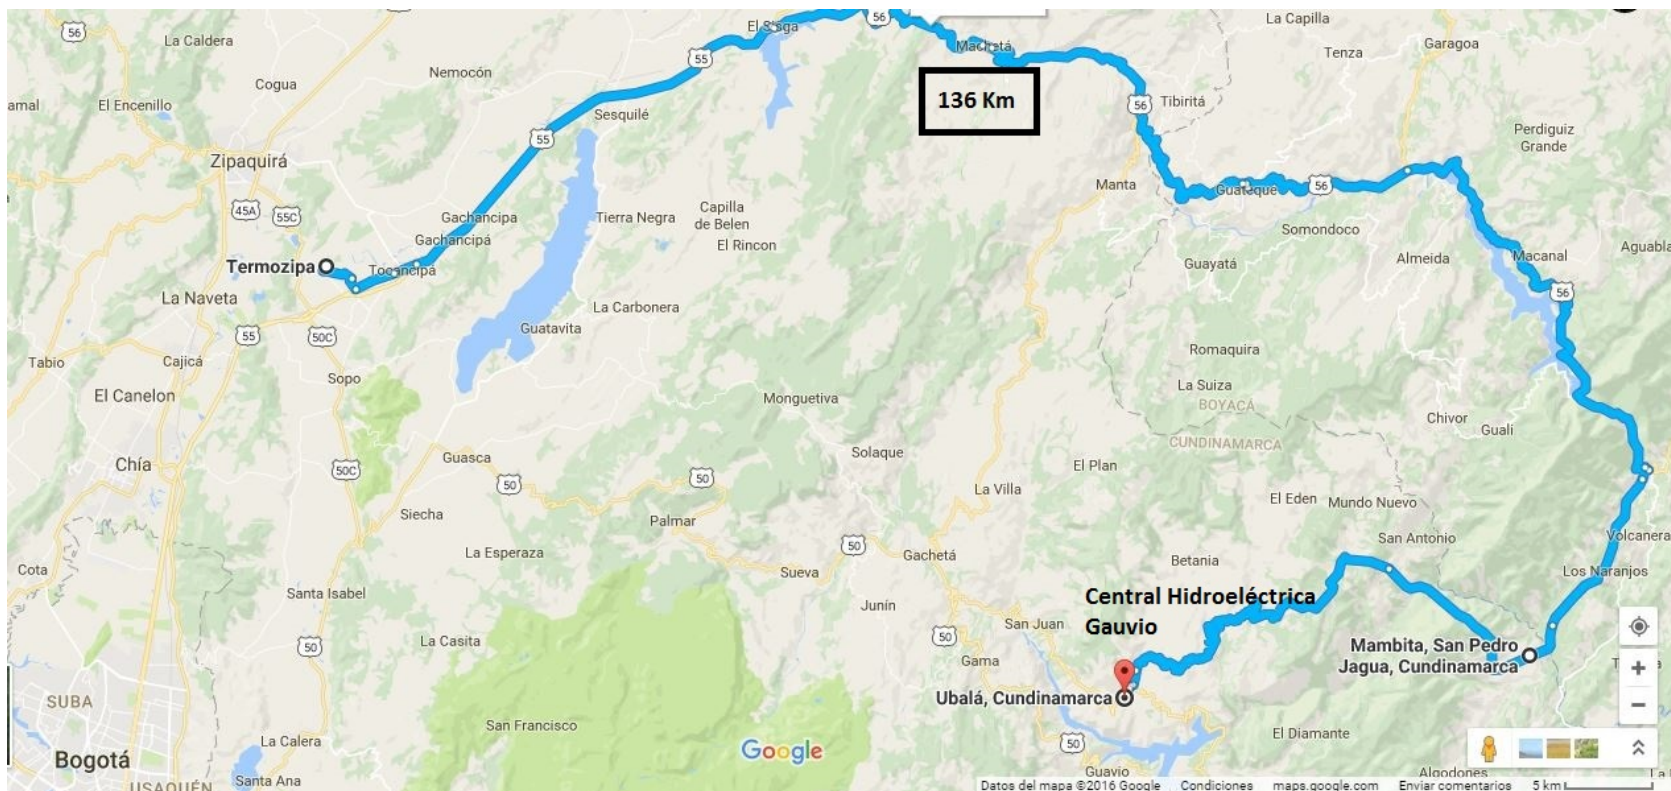 56
La Caldera
El Sisga
56
La Capilla
Machetá
Tenza
Garagoa
55
Nemocón
Cogua
amal
El Encenillo
136 Km
56
Tibiritá
Sesquilé
55
Perdiguiz
Grande
Zipaquirá
Manta
Guateque
56
45A
55C
Gachancipa
Tierra Negra
Capilla
de Belen
El Rincon
Gachancipá
Somondoco
Aguabla
Termozipa
Tocancipá
Guayatá
Almeida
Macanal
56
La Naveta
La Carbonera
55
50C
Guatavita
Tabio
Cajicá
Sopo
Romaquira
La Suiza
El Canelon
Monguetiva
BOYACÁ
Chivor
Guali
CUNDINAMARCA
Chía
50C
Guasca
50
50
Solaque
El Plan
La Villa
El Eden
Mundo Nuevo
Siecha
Palmar
San Antonio
Volcanera
La Esperaza
50
Gachetá
Betania
Cota
Sueva
Los Naranjos
Santa Isabel
Central Hidroeléctrica
Gauvio
Junín
San Juan
La Casita
50
50
Mambita, San Pedro
Jagua, Cundinamarca
Gama
Ubalá, Cundinamarca
SUBA
San Francisco
El Diamante
La Calera
Google
50
Bogotá
Santa Ana
Guavio
Algodones
USAQUÉN
Datos del mapa ©2016 Google
Condiciones
maps.google.com
Enviar comentarios
5 km